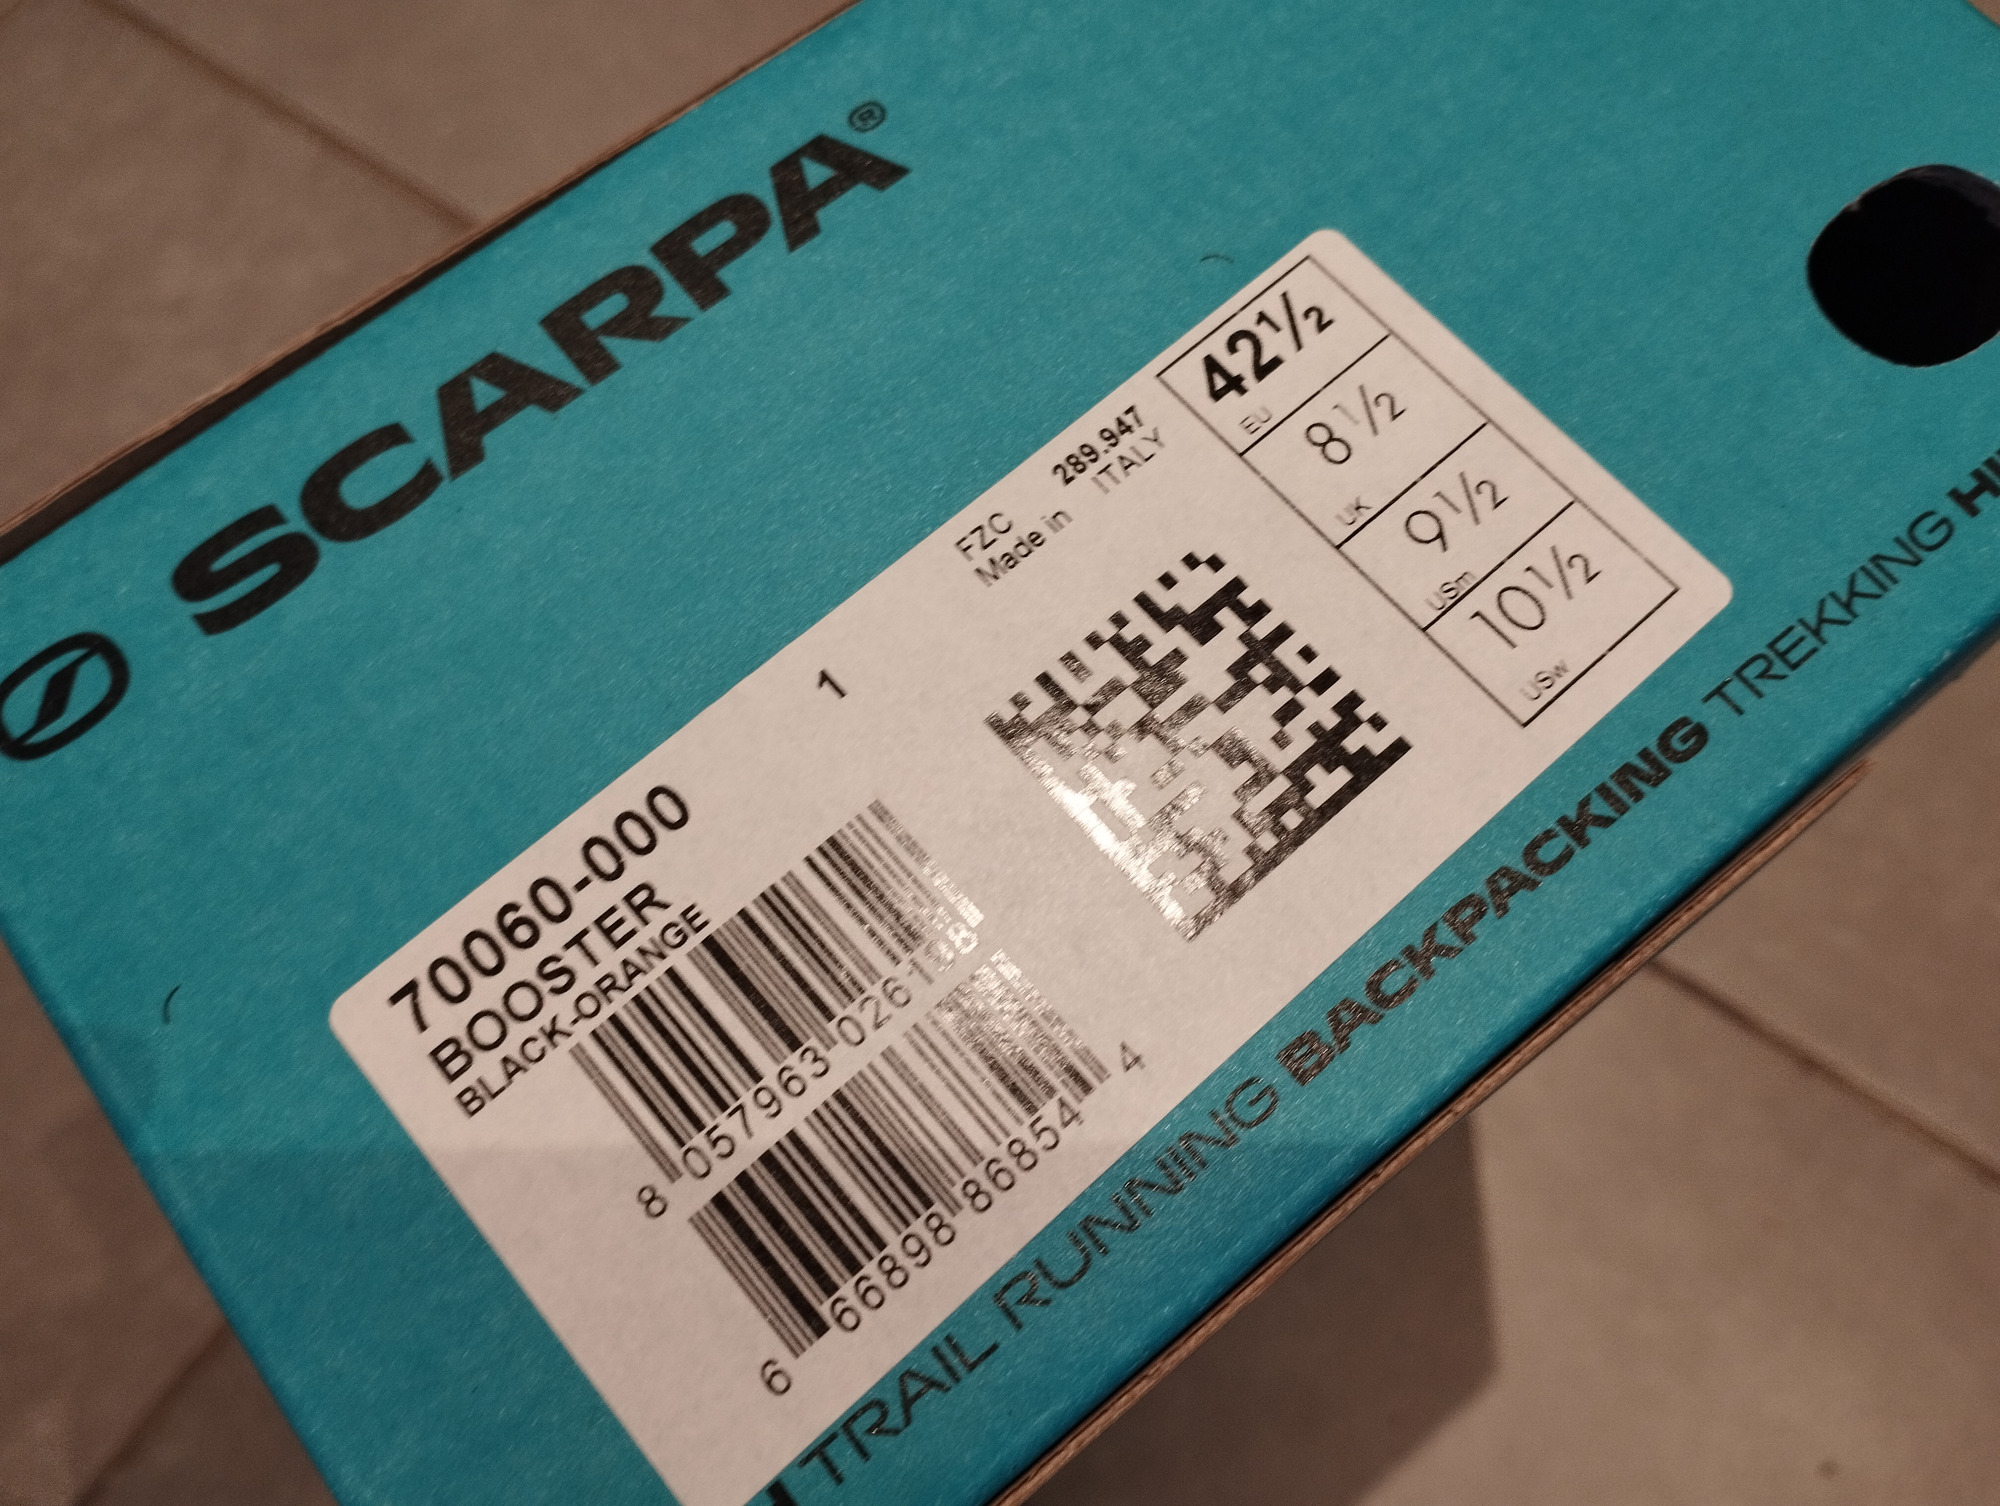 SCARPA®
42½
EU
8½
UK
9½
USm
10½
USw
FZC 289.947
Made in ITALY
1
70060-000
BOOSTER
BLACK-ORANGE
8 057963 026
6 66898 86854 4
TRAIL RUNNING BACKPACKING TREKKING